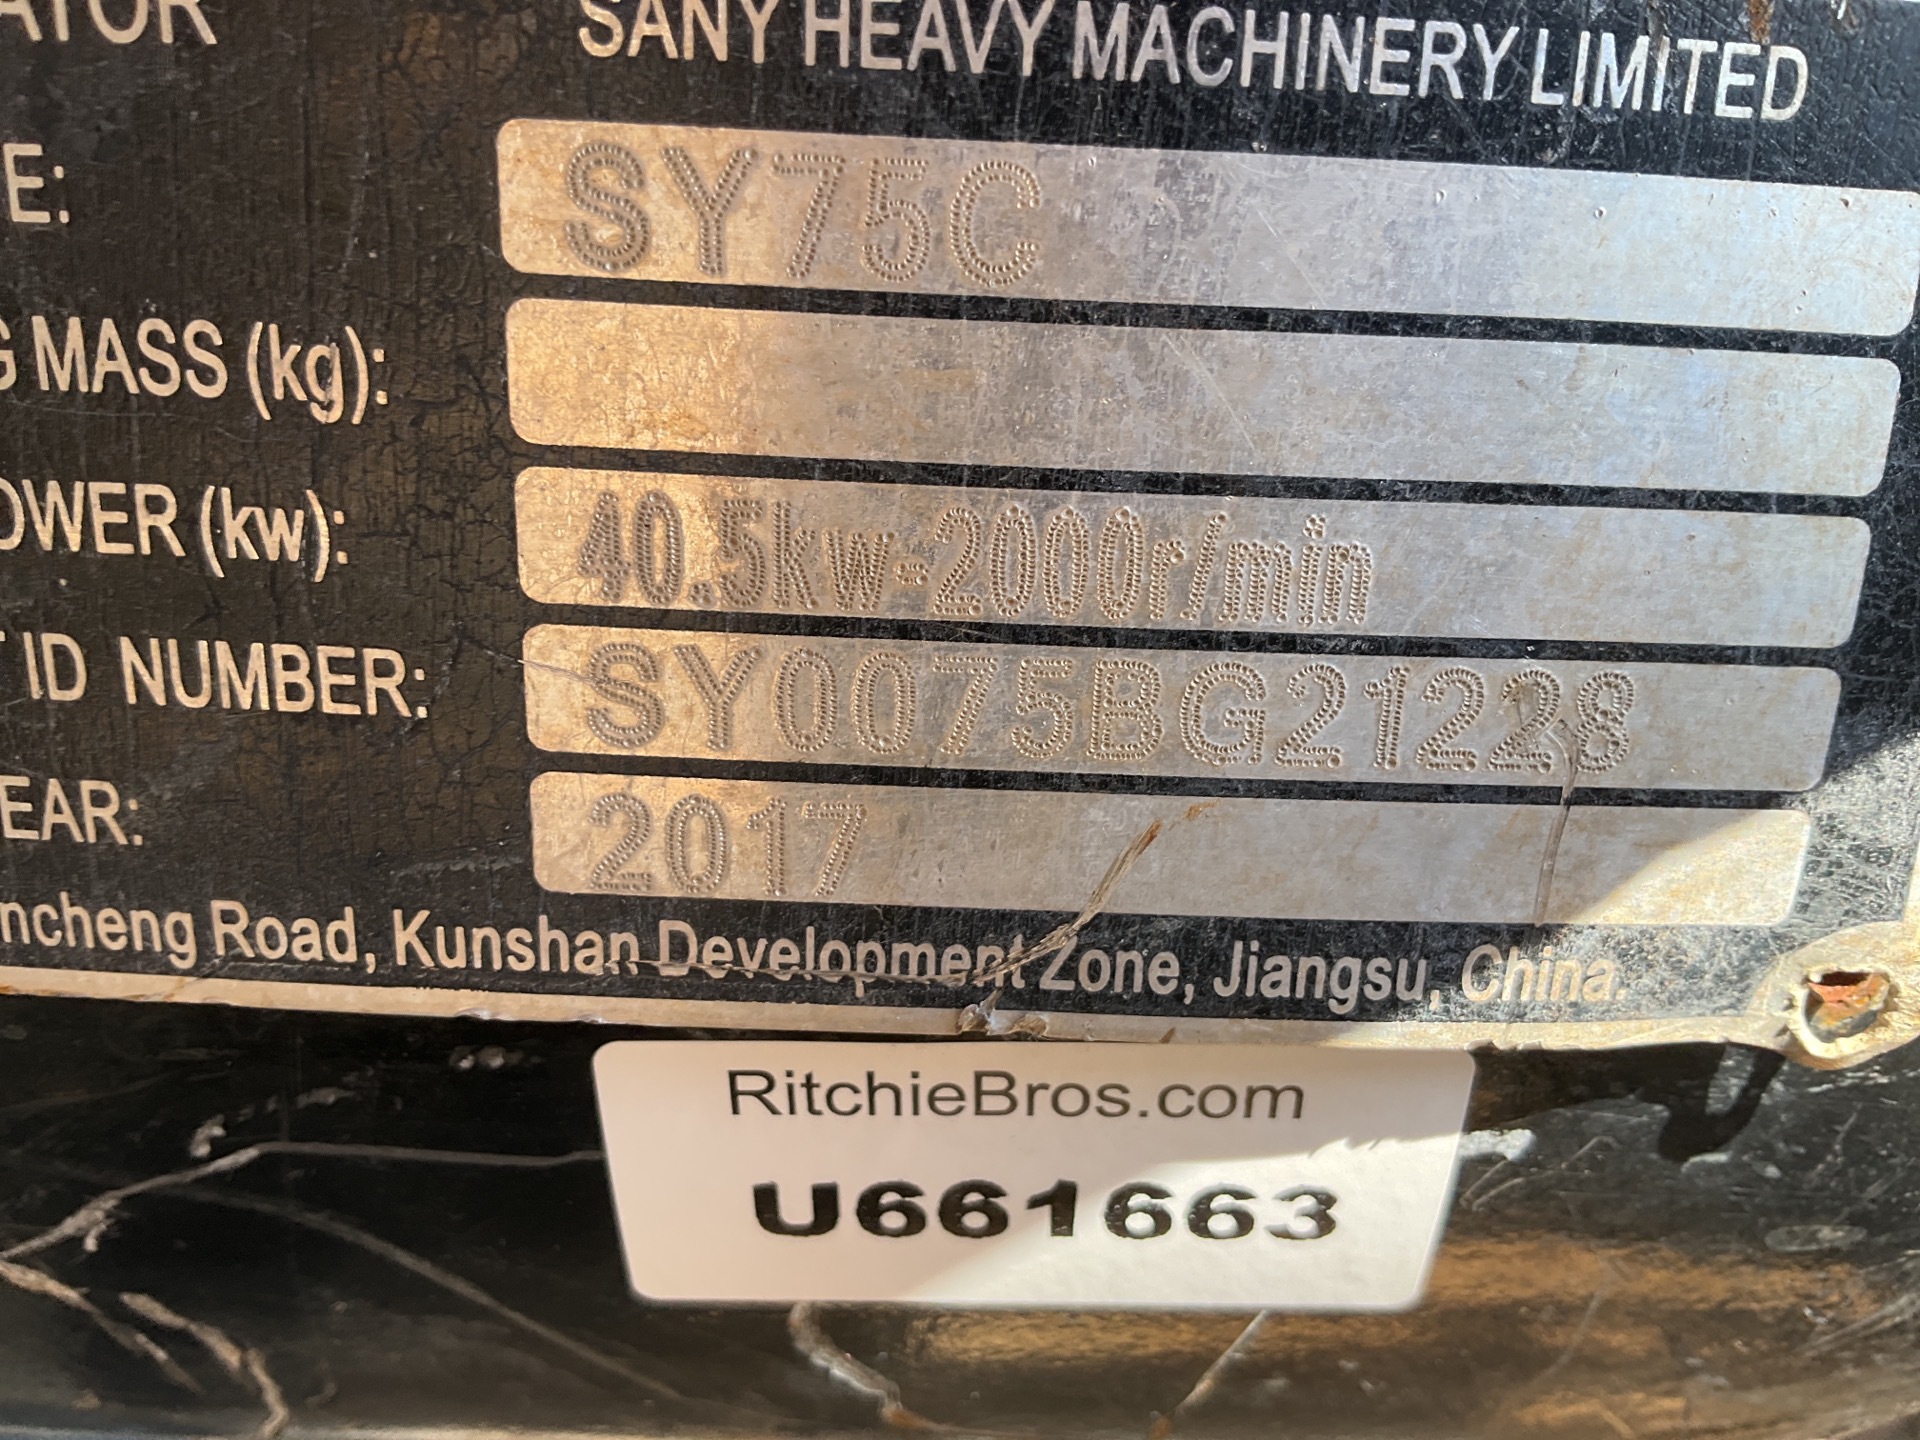 ATOR SANY HEAVY MACHINERY LIMITED
E: SY75C
G MASS (kg):
OWER (kw): 40.5kw-2000r/min
T ID NUMBER: SY0075BG21228
EAR: 2017
ncheng Road, Kunshan Development Zone, Jiangsu, China.
RitchieBros.com
U661663